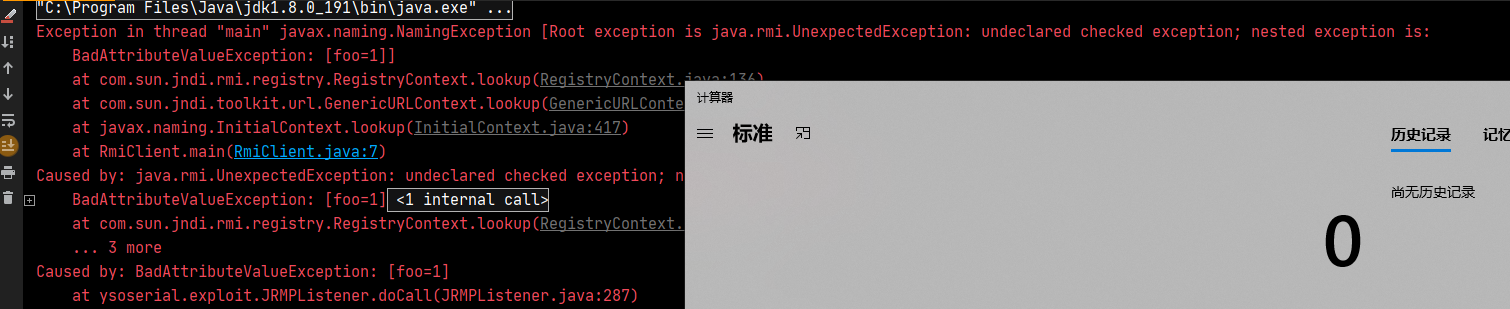 "C:\Program Files\Java\jdk1.8.0_191\bin\java.exe" ...
Exception in thread "main" javax.naming.NamingException [Root exception is java.rmi.UnexpectedException: undeclared checked exception; nested exception is:
BadAttributeValueException: [foo=1]]
at com.sun.jndi.rmi.registry.RegistryContext.lookup(RegistryContext.java:136)
at com.sun.jndi.toolkit.url.GenericURLContext.lookup(GenericURLConte
at javax.naming.InitialContext.lookup(InitialContext.java:417)
at RmiClient.main(RmiClient.java:7)
Caused by: java.rmi.UnexpectedException: undeclared checked exception; n
BadAttributeValueException: [foo=1] <1 internal call>
at com.sun.jndi.rmi.registry.RegistryContext.lookup(RegistryContext.
... 3 more
Caused by: BadAttributeValueException: [foo=1]
at ysoserial.exploit.JRMPListener.doCall(JRMPListener.java:287)
计算器
标准
历史记录 记忆
尚无历史记录
0